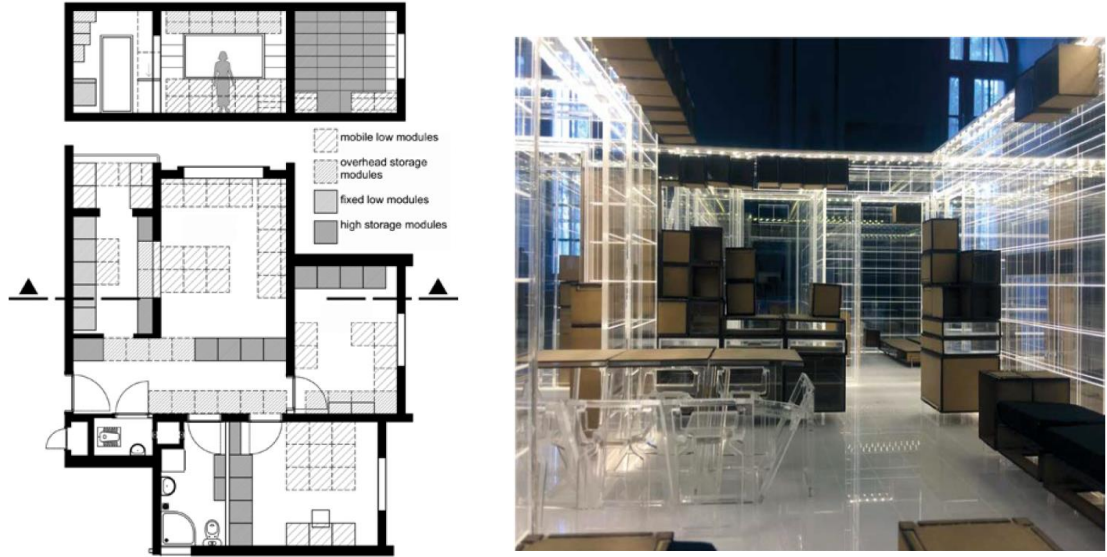 mobile low modules
overhead storage
modules
fixed low modules
high storage modules